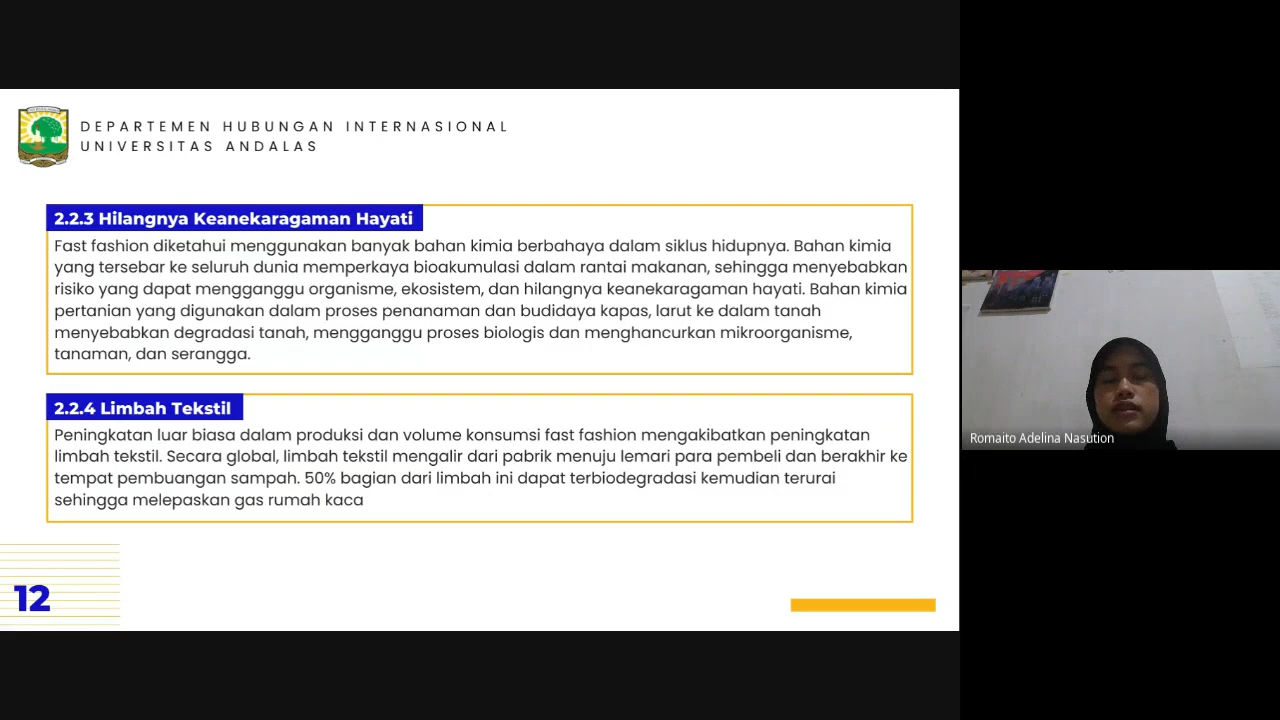 DEPARTEMEN HUBUNGAN INTERNASIONAL
UNIVERSITAS ANDALAS
2.2.3 Hilangnya Keanekaragaman Hayati
Fast fashion diketahui menggunakan banyak bahan kimia berbahaya dalam siklus hidupnya. Bahan kimia
yang tersebar ke seluruh dunia memperkaya bioakumulasi dalam rantai makanan, sehingga menyebabkan
risiko yang dapat mengganggu organisme, ekosistem, dan hilangnya keanekaragaman hayati. Bahan kimia
pertanian yang digunakan dalam proses penanaman dan budidaya kapas, larut ke dalam tanah
menyebabkan degradasi tanah, mengganggu proses biologis dan menghancurkan mikroorganisme,
tanaman, dan serangga.
2.2.4 Limbah Tekstil
Peningkatan luar biasa dalam produksi dan volume konsumsi fast fashion mengakibatkan peningkatan
limbah tekstil. Secara global, limbah tekstil mengalir dari pabrik menuju lemari para pembeli dan berakhir ke
tempat pembuangan sampah. 50% bagian dari limbah ini dapat terbiodegradasi kemudian terurai
sehingga melepaskan gas rumah kaca
12
Romaito Adelina Nasution